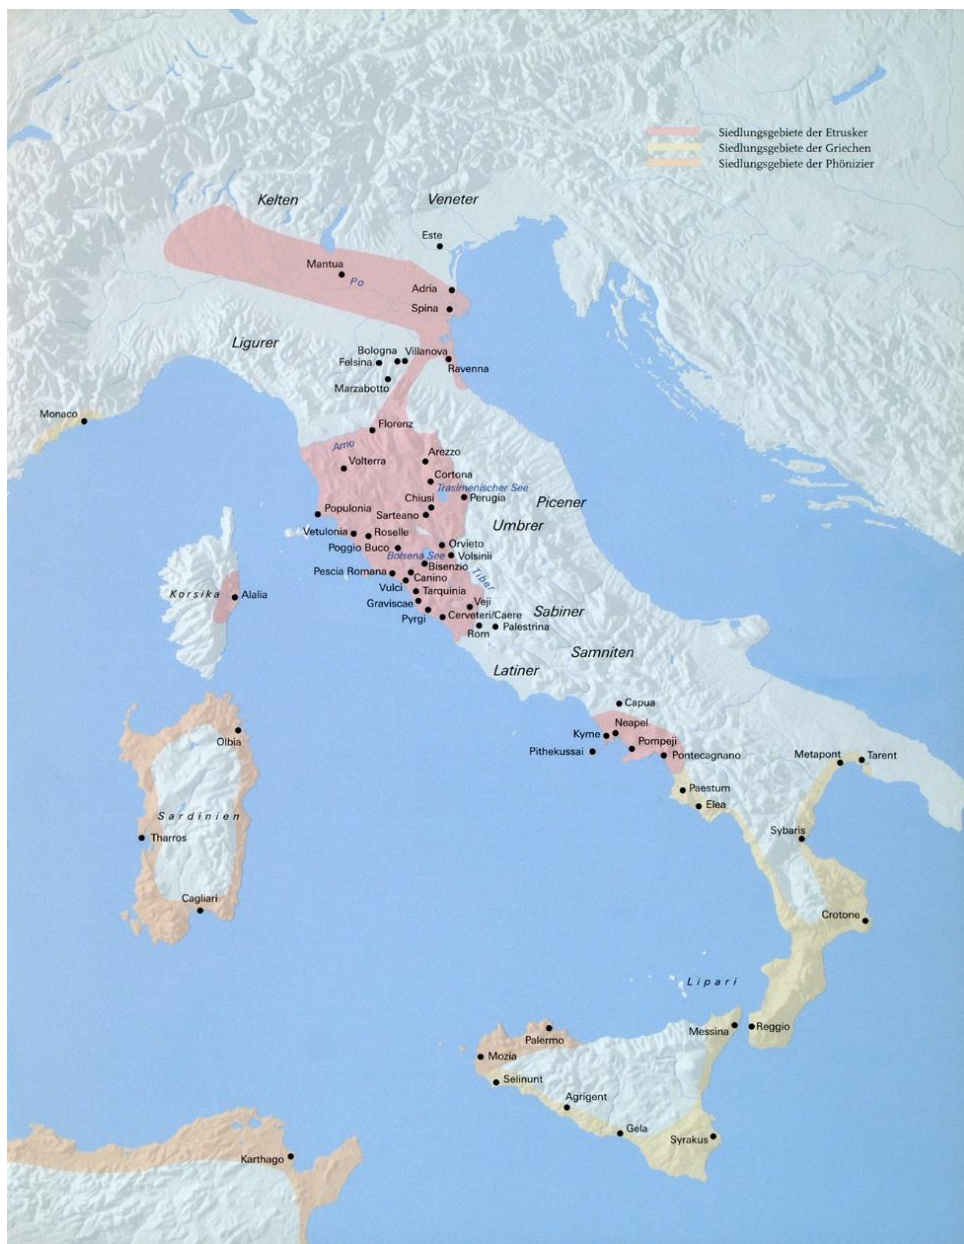 Siedlungsgebiete der Etrusker
Siedlungsgebiete der Griechen
Siedlungsgebiete der Phönizier
Kelten
Veneter
Este
Mantua
Po
Adria
Spina
Ligurer
Bologna
Villanova
Felsina
Ravenna
Marzabotto
Monaco
Florenz
Arno
Arezzo
Volterra
Cortona
Trasimenischer See
Chiusi
Perugia
Picener
Populonia
Sarteano
Umbrer
Vetulonia
Roselle
Orvieto
Poggio Buco
Bolsena See
Volsinii
Bisenzio
Pescia Romana
Canino
Tiber
Vulci
Tarquinia
Korsika
Alalia
Graviscae
Veji
Sabiner
Pyrgi
Cerveteri/Caere
Rom
Palestrina
Samniten
Latiner
Capua
Neapel
Kyme
Pompeji
Pithekussai
Pontecagnano
Metapont
Tarent
Olbia
Paestum
Elea
Sardinien
Sybaris
Tharros
Cagliari
Crotone
Lipari
Messina
Reggio
Palermo
Mozia
Selinunt
Agrigent
Gela
Syrakus
Karthago